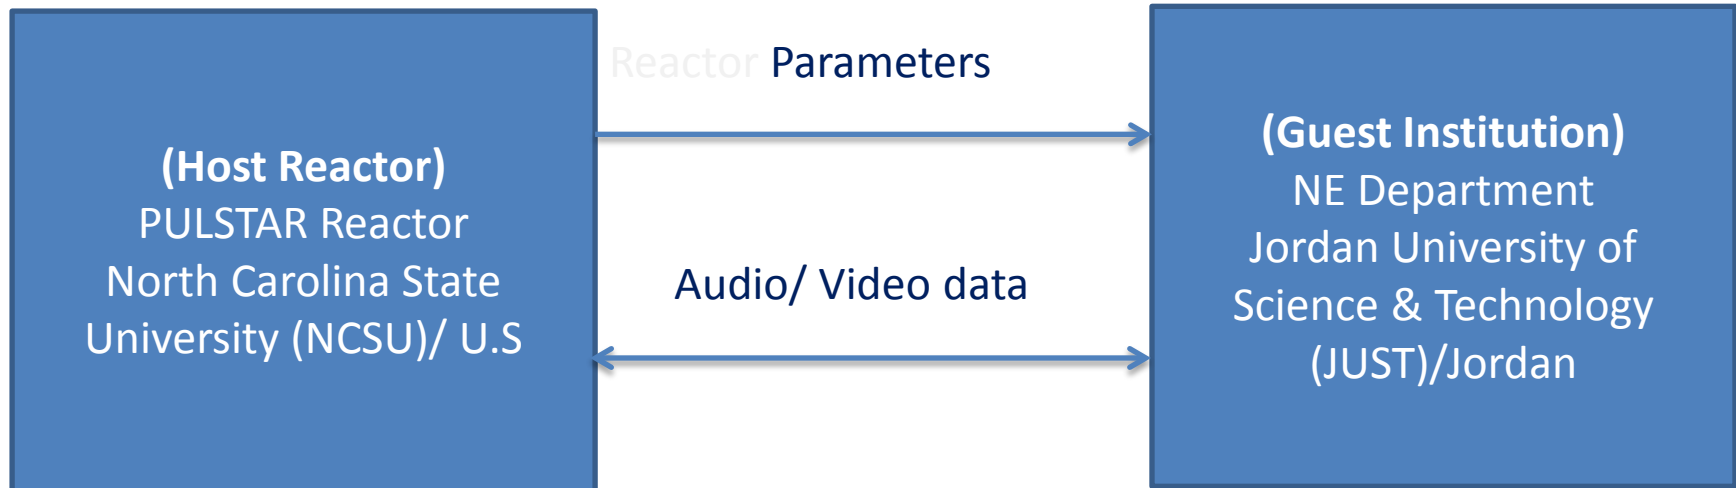 (Host Reactor)
PULSTAR Reactor
North Carolina State
University (NCSU)/ U.S
Reactor Parameters
Audio/ Video data
(Guest Institution)
NE Department
Jordan University of
Science & Technology
(JUST)/Jordan